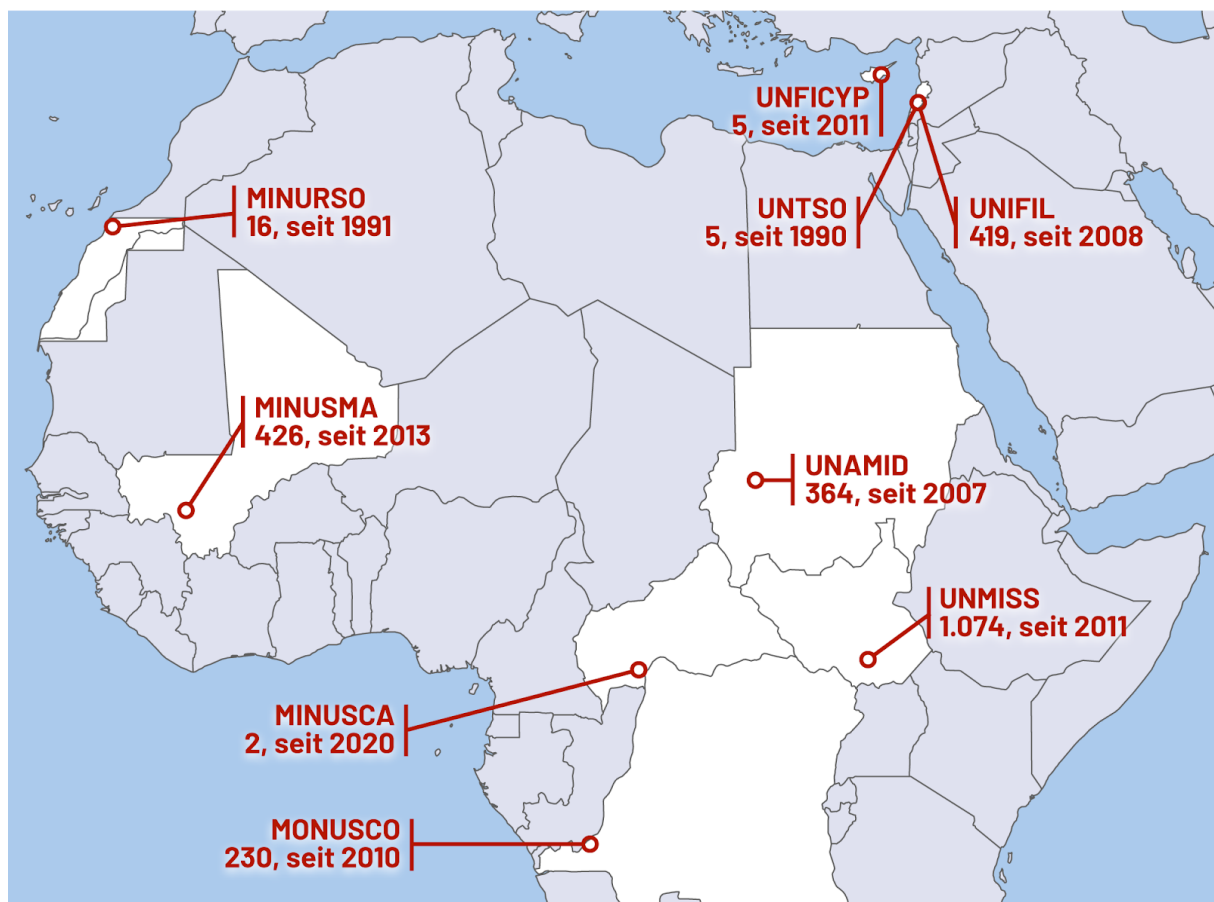 UNFICYP
5, seit 2011
MINURSO
16, seit 1991
UNTSO
5, seit 1990
UNIFIL
419, seit 2008
MINUSMA
426, seit 2013
UNAMID
364, seit 2007
UNMISS
1.074, seit 2011
MINUSCA
2, seit 2020
MONUSCO
230, seit 2010